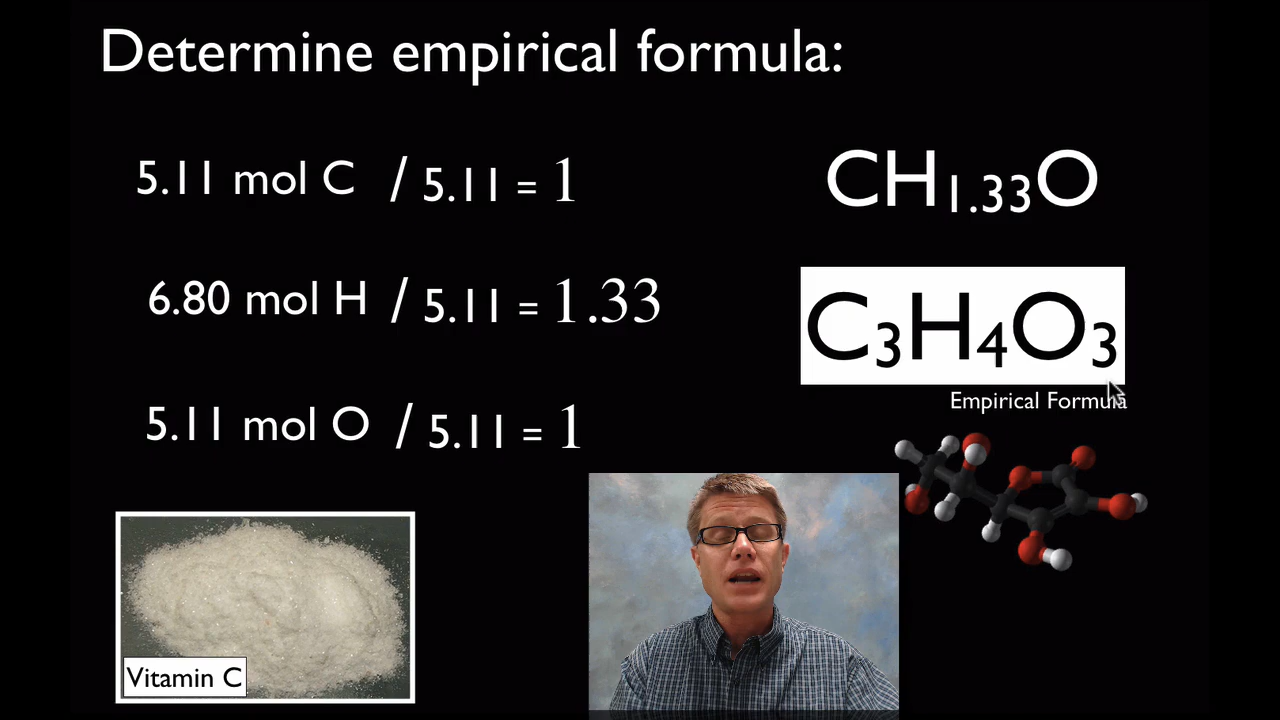 Determine empirical formula:
5.11 mol C / 5.11 = 1
CH₁.₃₃O
6.80 mol H / 5.11 = 1.33
C₃H₄O₃
Empirical Formula
5.11 mol O / 5.11 = 1
Vitamin C